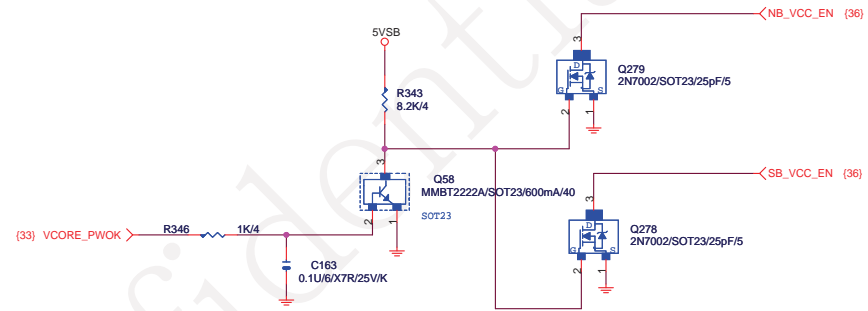 NB_VCC_EN {36}
5VSB
3
D
Q279
2N7002/SOT23/25pF/5
R343
8.2K/4
G
S
2
1
3
Q58
MMBT2222A/SOT23/600mA/40
SOT23
SB_VCC_EN {36}
3
D
Q278
2N7002/SOT23/25pF/5
{33} VCORE_PWOK
R346
1K/4
2
1
G
S
2
1
C163
0.1U/6/X7R/25V/K
fidenti